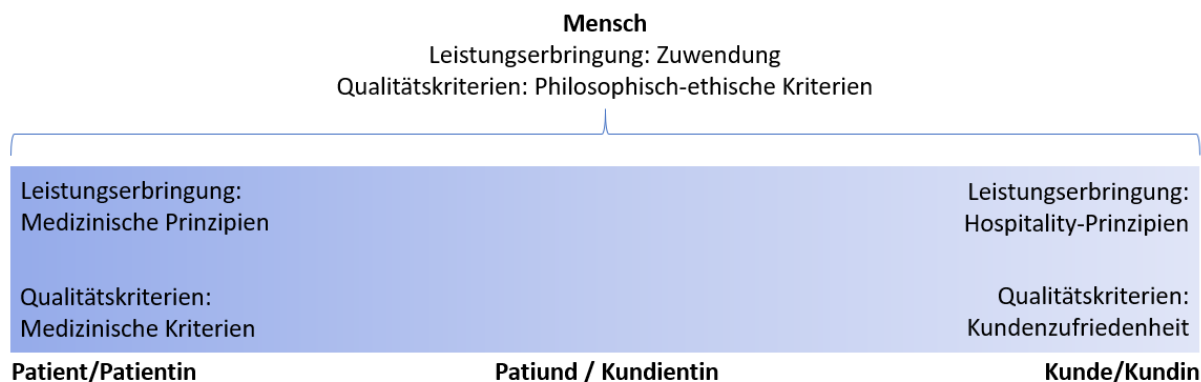 Mensch
Leistungserbringung: Zuwendung
Qualitätskriterien: Philosophisch-ethische Kriterien
Leistungserbringung:
Medizinische Prinzipien
Leistungserbringung:
Hospitality-Prinzipien
Qualitätskriterien:
Medizinische Kriterien
Qualitätskriterien:
Kundenzufriedenheit
Patient/Patientin
Patiund / Kundientin
Kunde/Kundin